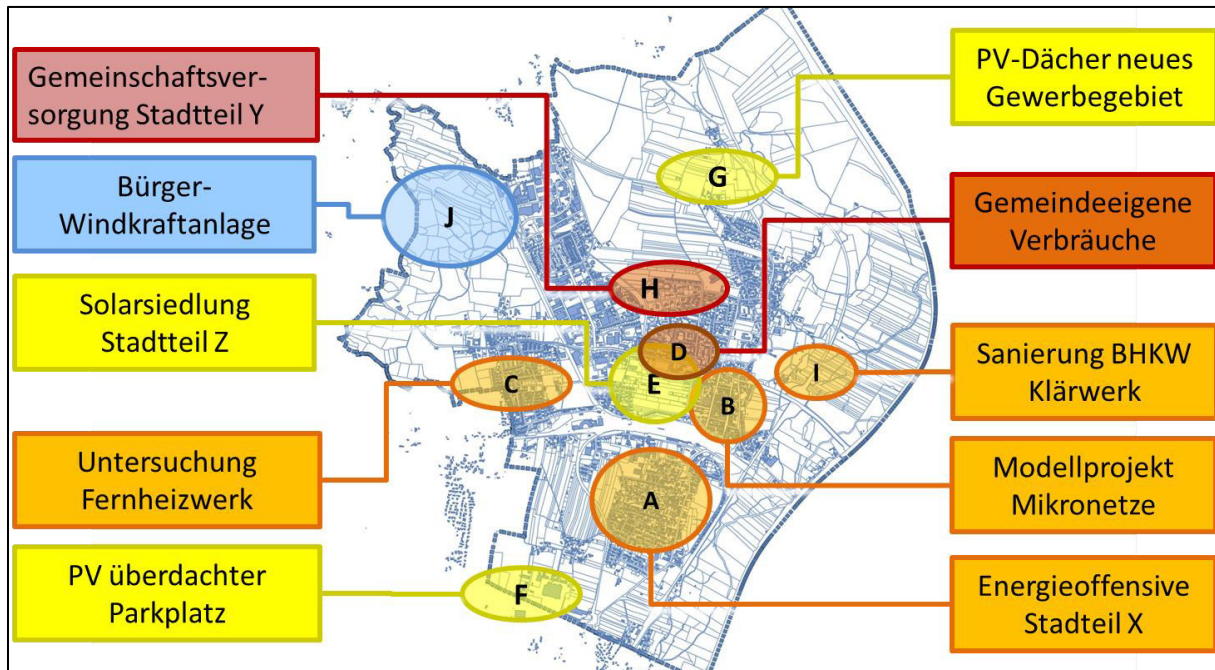 Gemeinschaftsver-
sorgung Stadtteil Y
Bürger-
Windkraftanlage
Solarsiedlung
Stadtteil Z
Untersuchung
Fernheizwerk
PV überdachter
Parkplatz
J
G
H
D
C
E
B
I
A
F
PV-Dächer neues
Gewerbegebiet
Gemeindeeigene
Verbräuche
Sanierung BHKW
Klärwerk
Modellprojekt
Mikronetze
Energieoffensive
Stadteil X